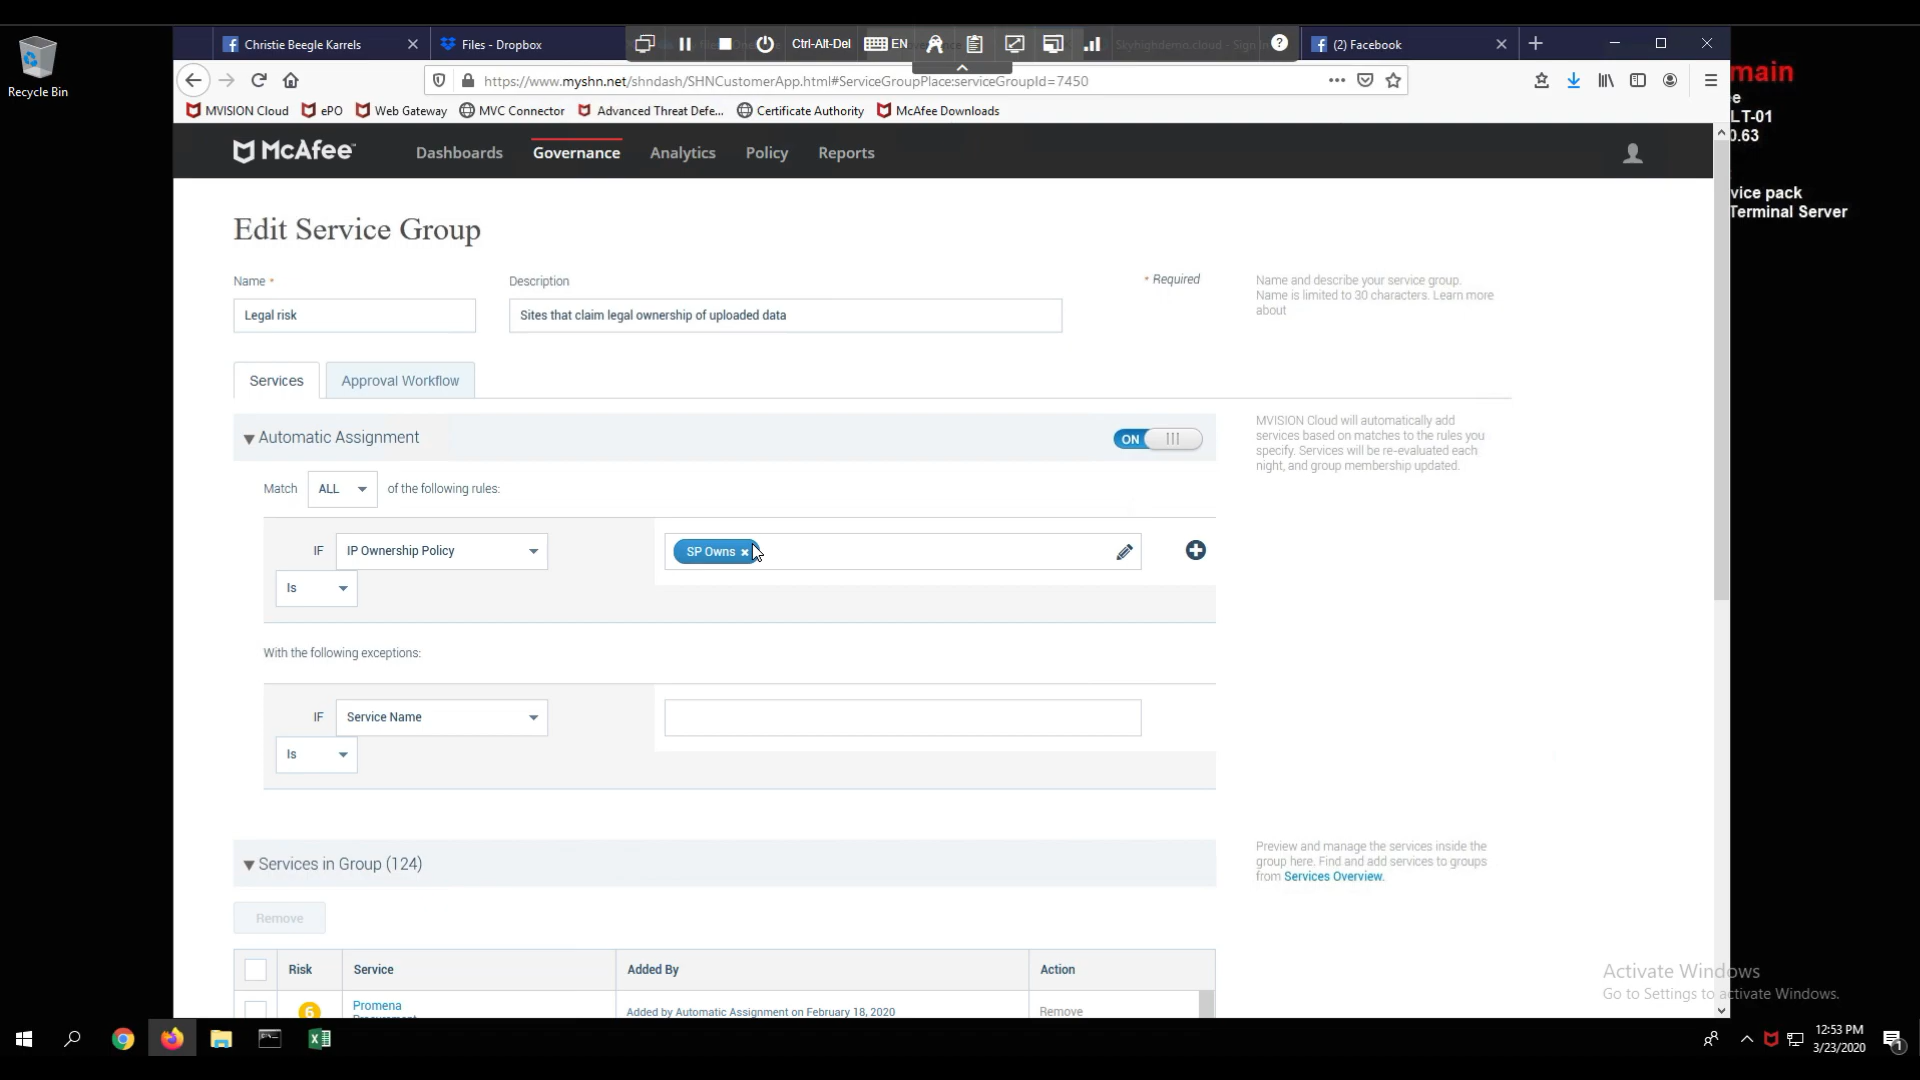 Recycle Bin
Christie Beegle Karrels
Files - Dropbox
Ctrl-Alt-Del
EN
Skyhighdemo.cloud - Sign
(2) Facebook
https://www.myshn.net/shndash/SHNCustomerApp.html#ServiceGroupPlace:serviceGroupId=7450
MVISION Cloud
ePO
Web Gateway
MVC Connector
Advanced Threat Defe...
Certificate Authority
McAfee Downloads
main
e
LT-01
0.63
vice pack
Terminal Server
McAfee
Dashboards
Governance
Analytics
Policy
Reports
Edit Service Group
Name *
Description
* Required
Legal risk
Sites that claim legal ownership of uploaded data
Name and describe your service group.
Name is limited to 30 characters. Learn more
about
Services
Approval Workflow
Automatic Assignment
ON
MVISION Cloud will automatically add
services based on matches to the rules you
specify. Services will be re-evaluated each
night, and group membership updated.
Match ALL of the following rules:
IF IP Ownership Policy
SP Owns
Is
With the following exceptions:
IF Service Name
Is
Services in Group (124)
Preview and manage the services inside the
group here. Find and add services to groups
from Services Overview.
Remove
Risk
Service
Added By
Action
6
Promena
Procurement
Added by Automatic Assignment on February 18, 2020
Remove
Activate Windows
Go to Settings to activate Windows.
12:53 PM
3/23/2020
1